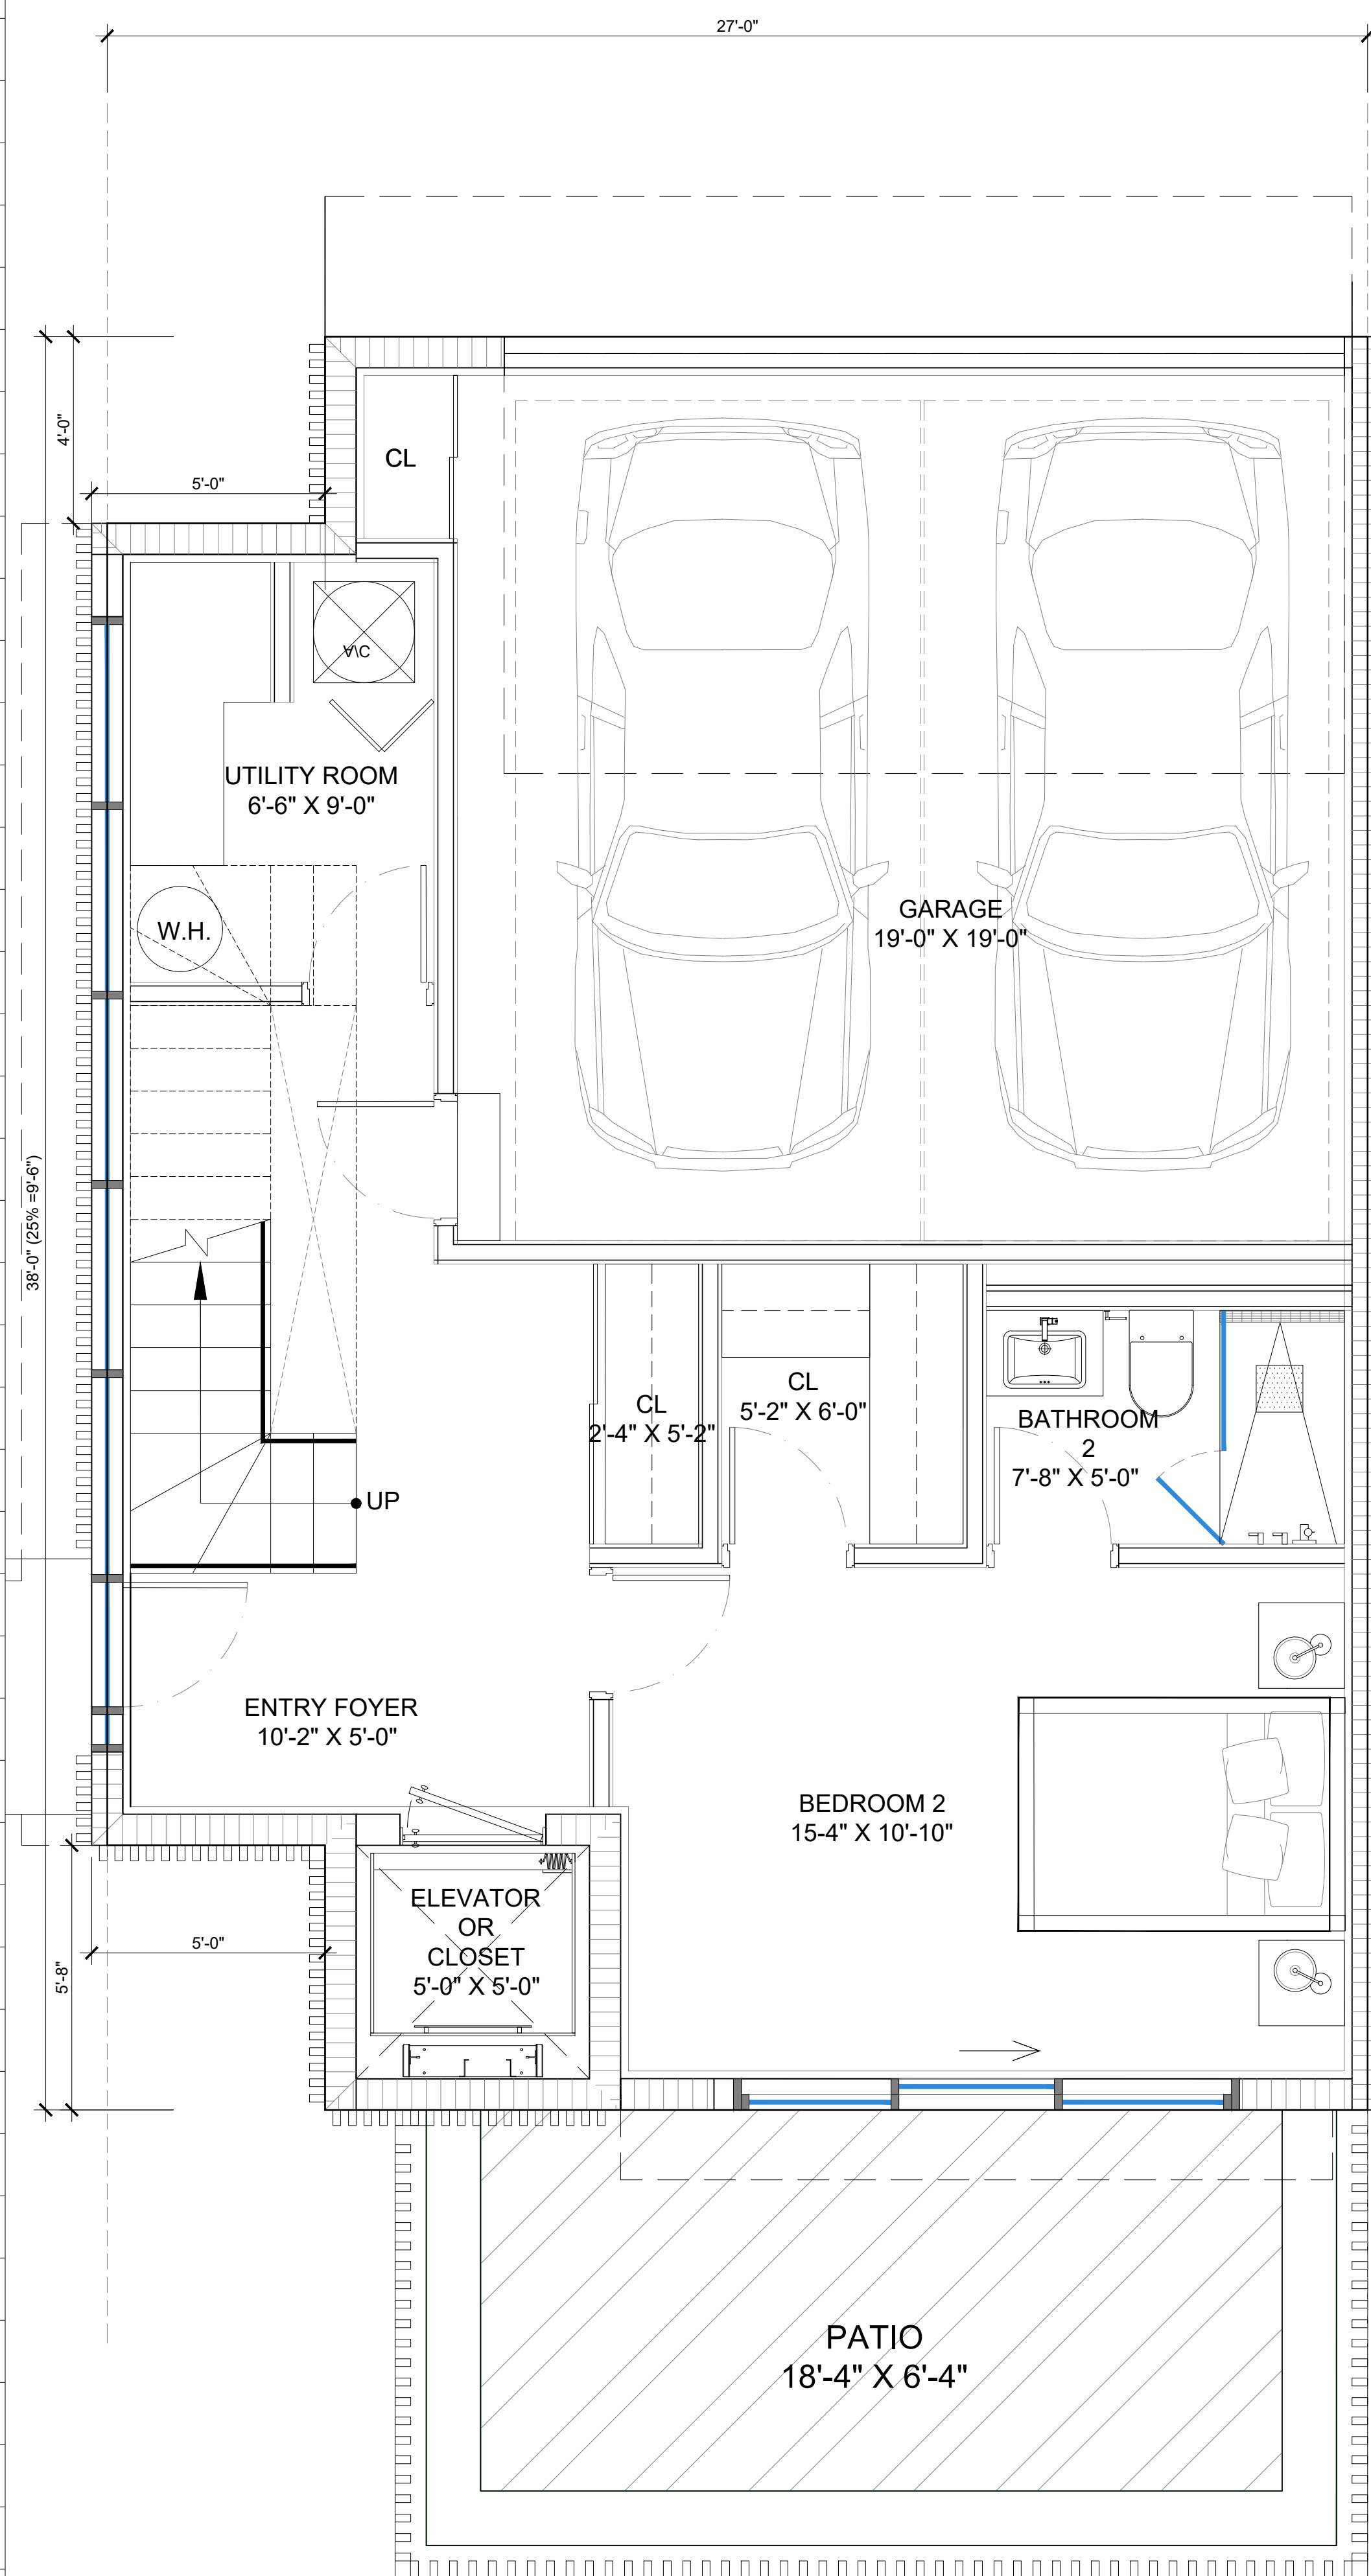 27'-0"
4'-0"
CL
5'-0"
A\C
UTILITY ROOM
6'-6" X 9'-0"
W.H.
GARAGE
19'-0" X 19'-0"
38'-0" (25% =9'-6")
CL
2'-4" X 5'-2"
CL
5'-2" X 6'-0"
BATHROOM
2
7'-8" X 5'-0"
UP
ENTRY FOYER
10'-2" X 5'-0"
BEDROOM 2
15-4" X 10'-10"
ELEVATOR
OR
CLOSET
5'-0" X 5'-0"
5'-0"
5'-8"
PATIO
18'-4" X 6'-4"